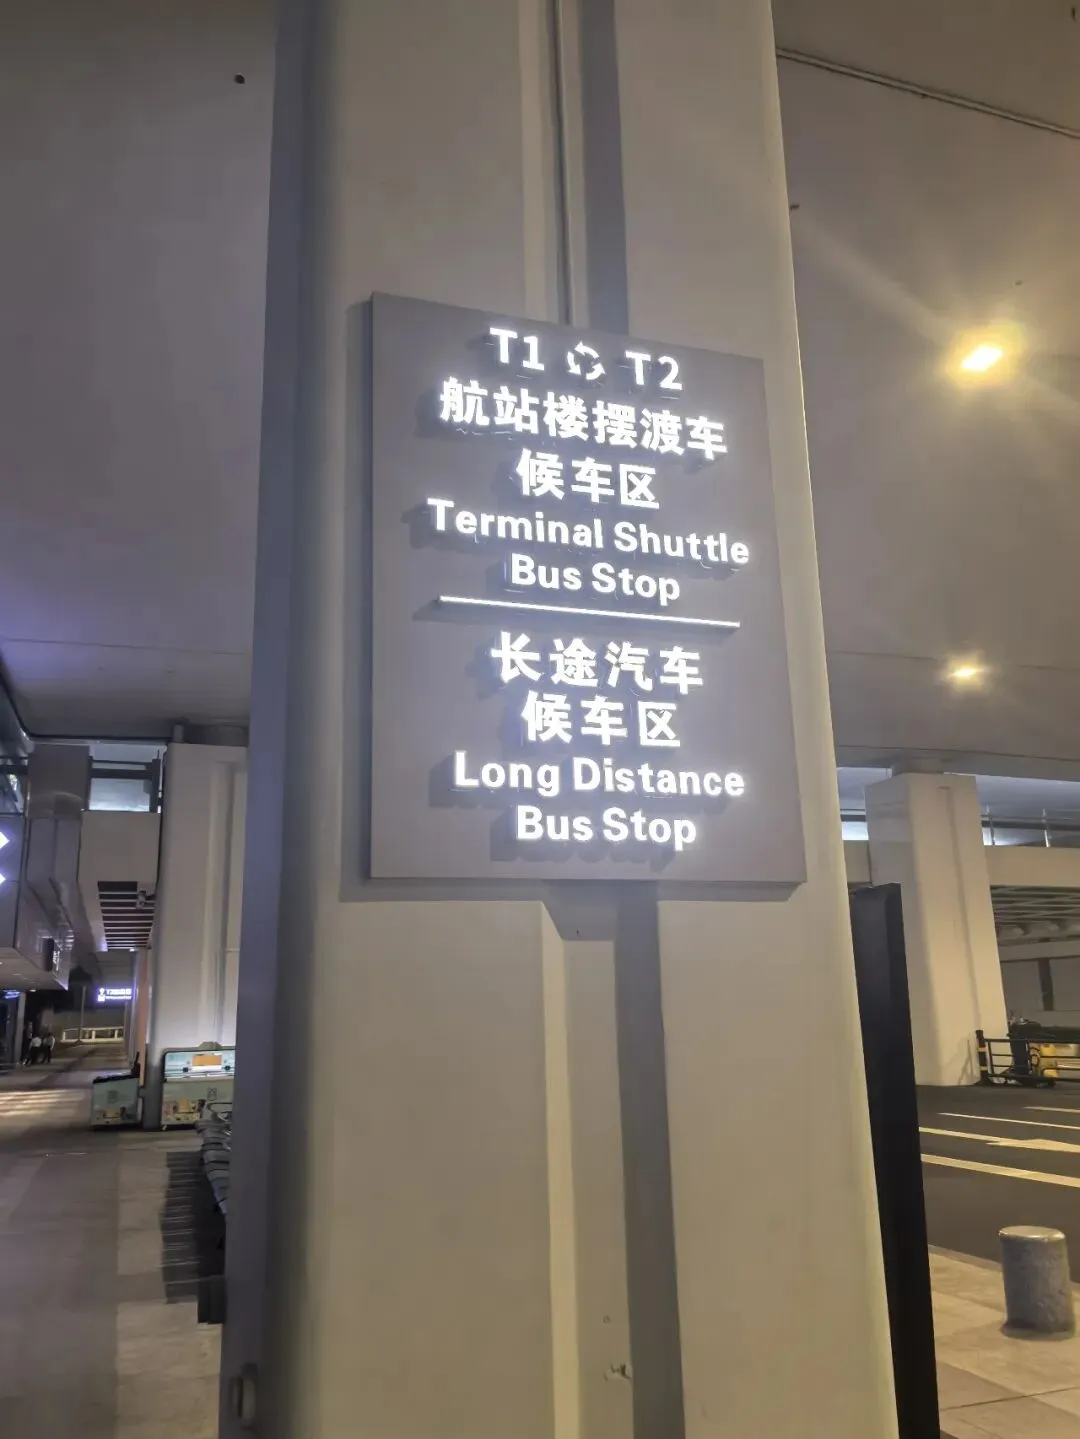 T1 T2
航站楼摆渡车
候车区
Terminal Shuttle
Bus Stop
长途汽车
候车区
Long Distance
Bus Stop